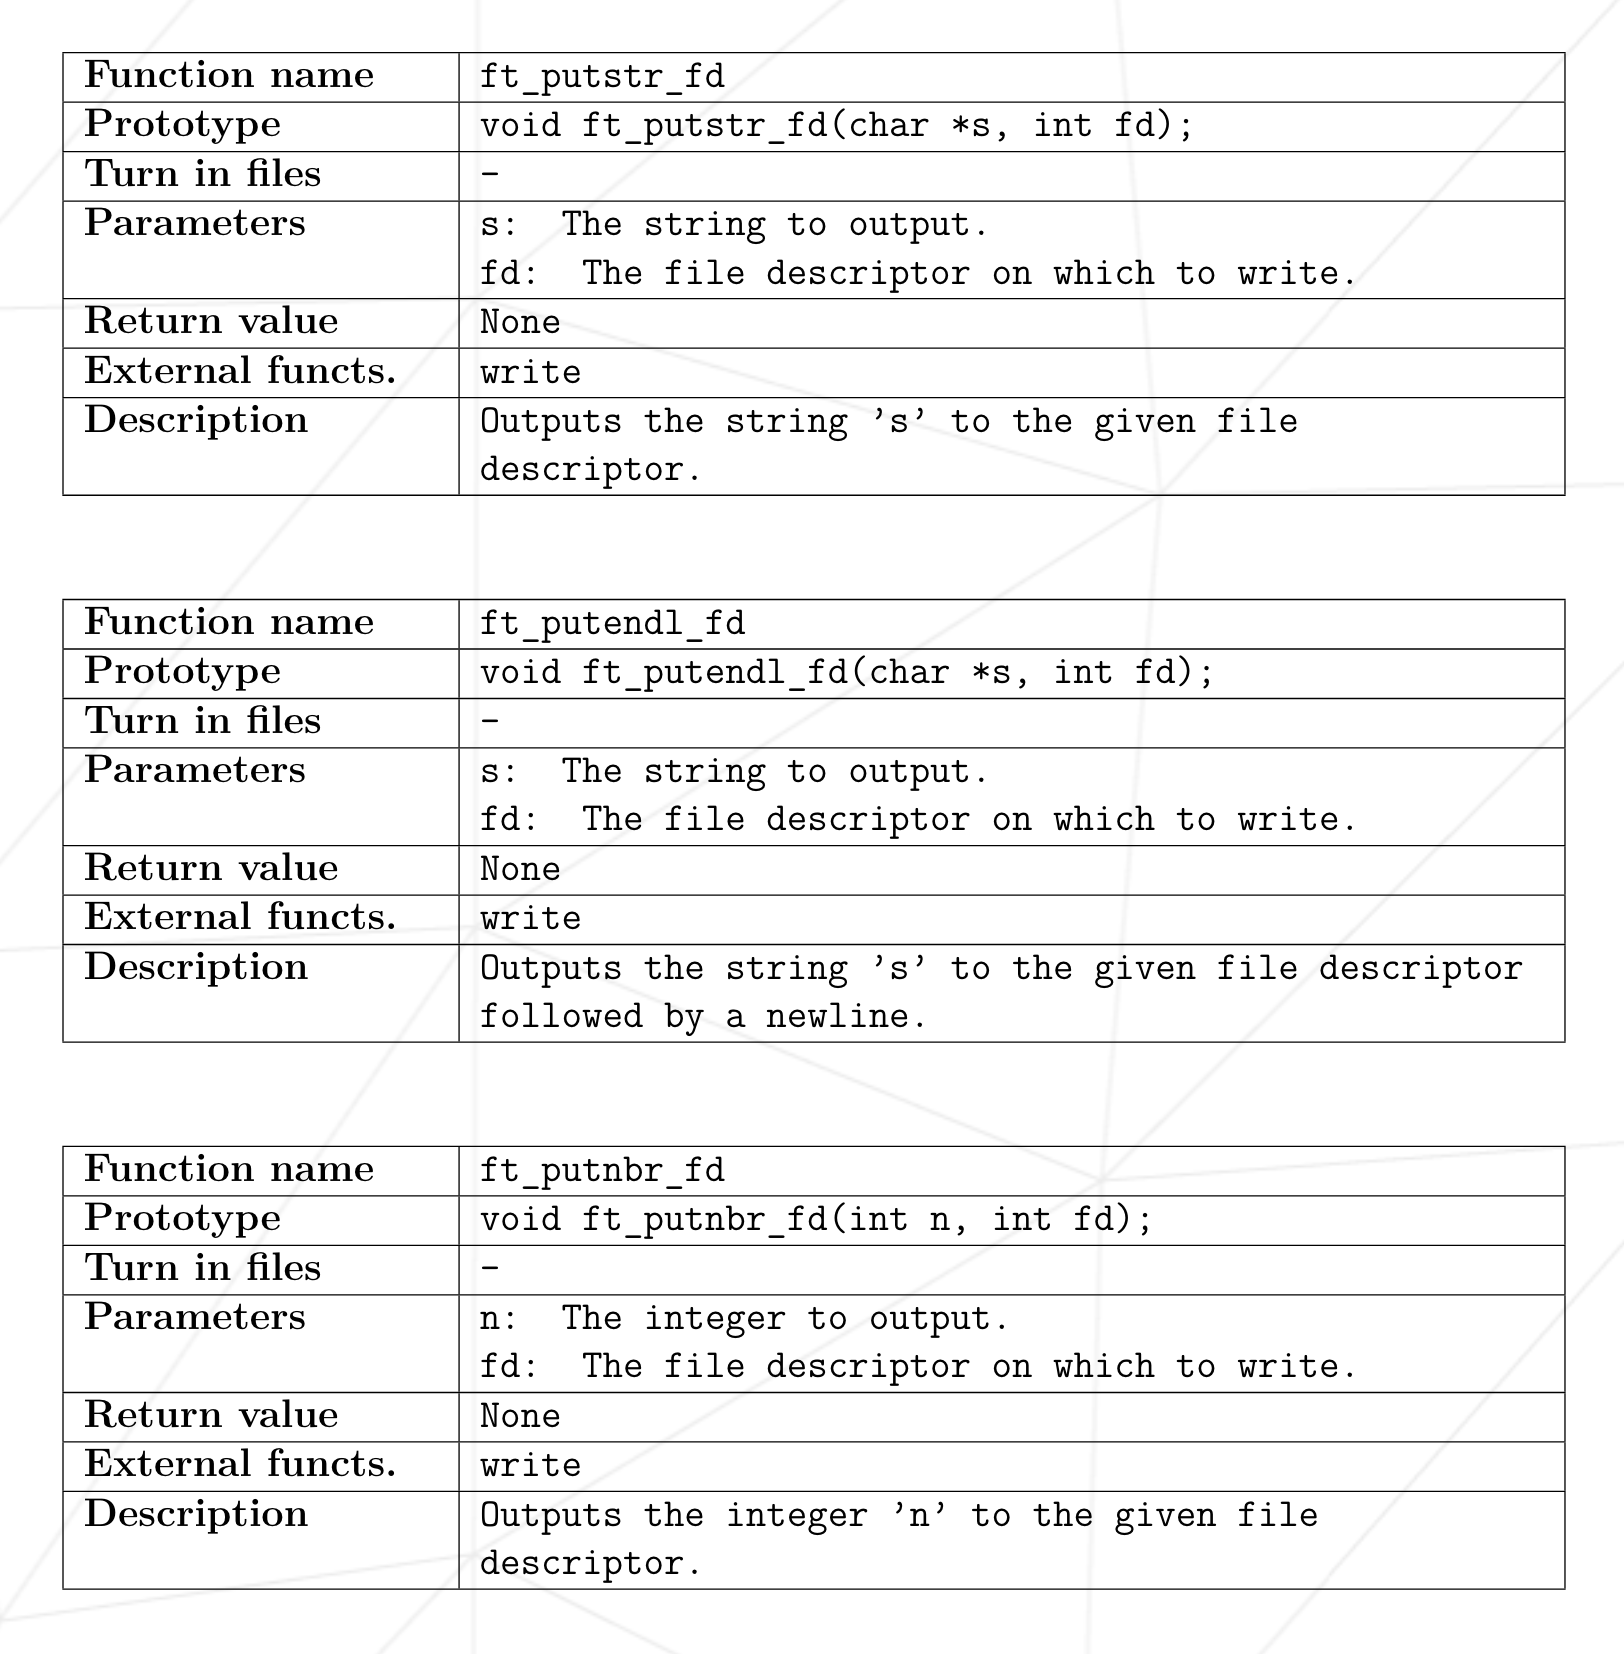 Function name ft_putstr_fd
Prototype void ft_putstr_fd(char *s, int fd);
Turn in files -
Parameters s: The string to output.
fd: The file descriptor on which to write.
Return value None
External functs. write
Description Outputs the string ’s’ to the given file
descriptor.
Function name ft_putendl_fd
Prototype void ft_putendl_fd(char *s, int fd);
Turn in files -
Parameters s: The string to output.
fd: The file descriptor on which to write.
Return value None
External functs. write
Description Outputs the string ’s’ to the given file descriptor
followed by a newline.
Function name ft_putnbr_fd
Prototype void ft_putnbr_fd(int n, int fd);
Turn in files -
Parameters n: The integer to output.
fd: The file descriptor on which to write.
Return value None
External functs. write
Description Outputs the integer ’n’ to the given file
descriptor.